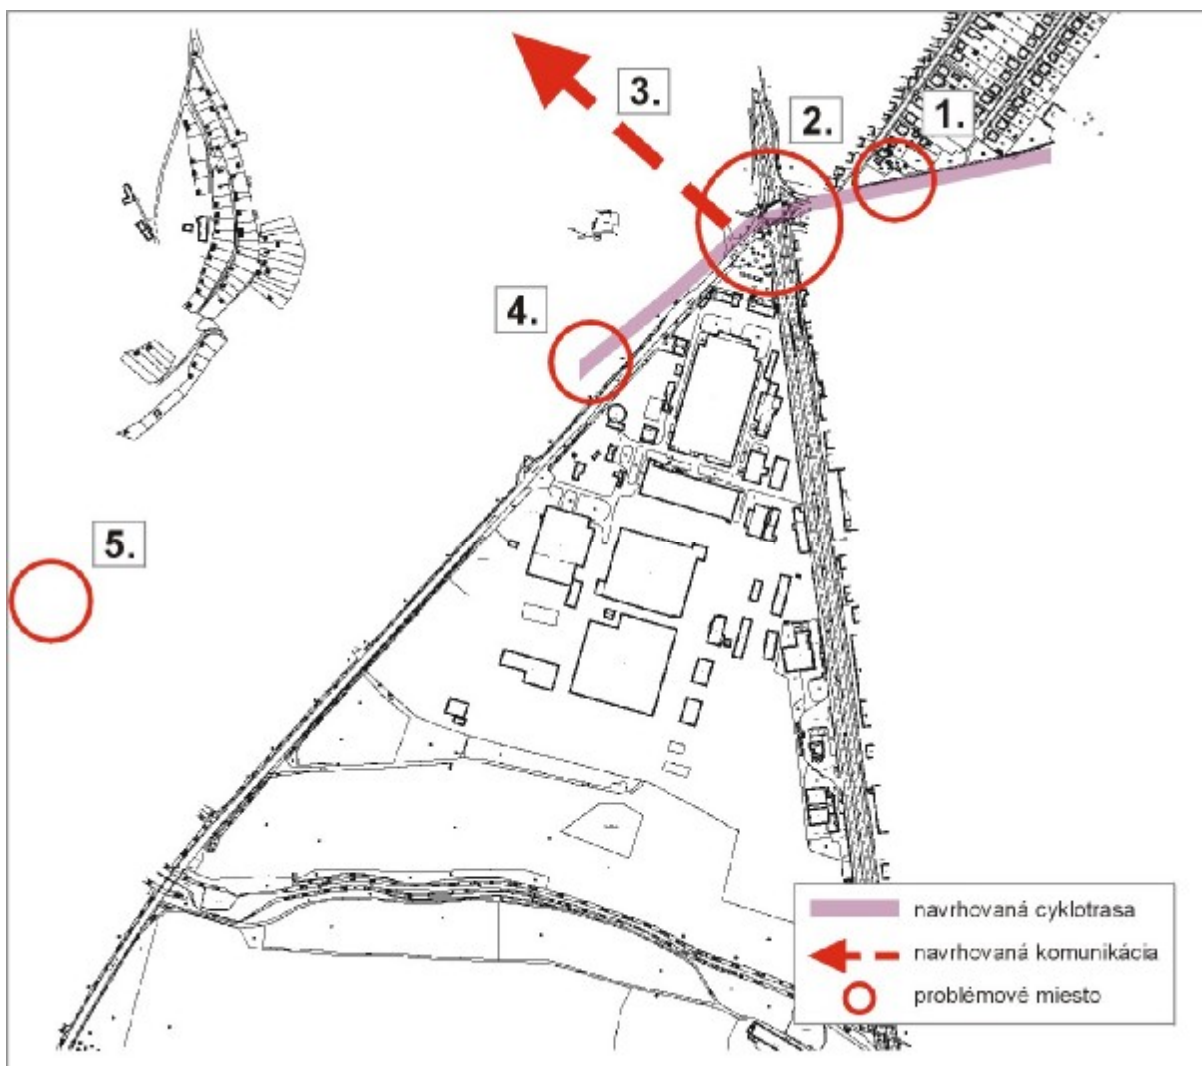 1.
2.
3.
4.
5.
navrhovaná cyklotrasa
navrhovaná komunikácia
problémové miesto